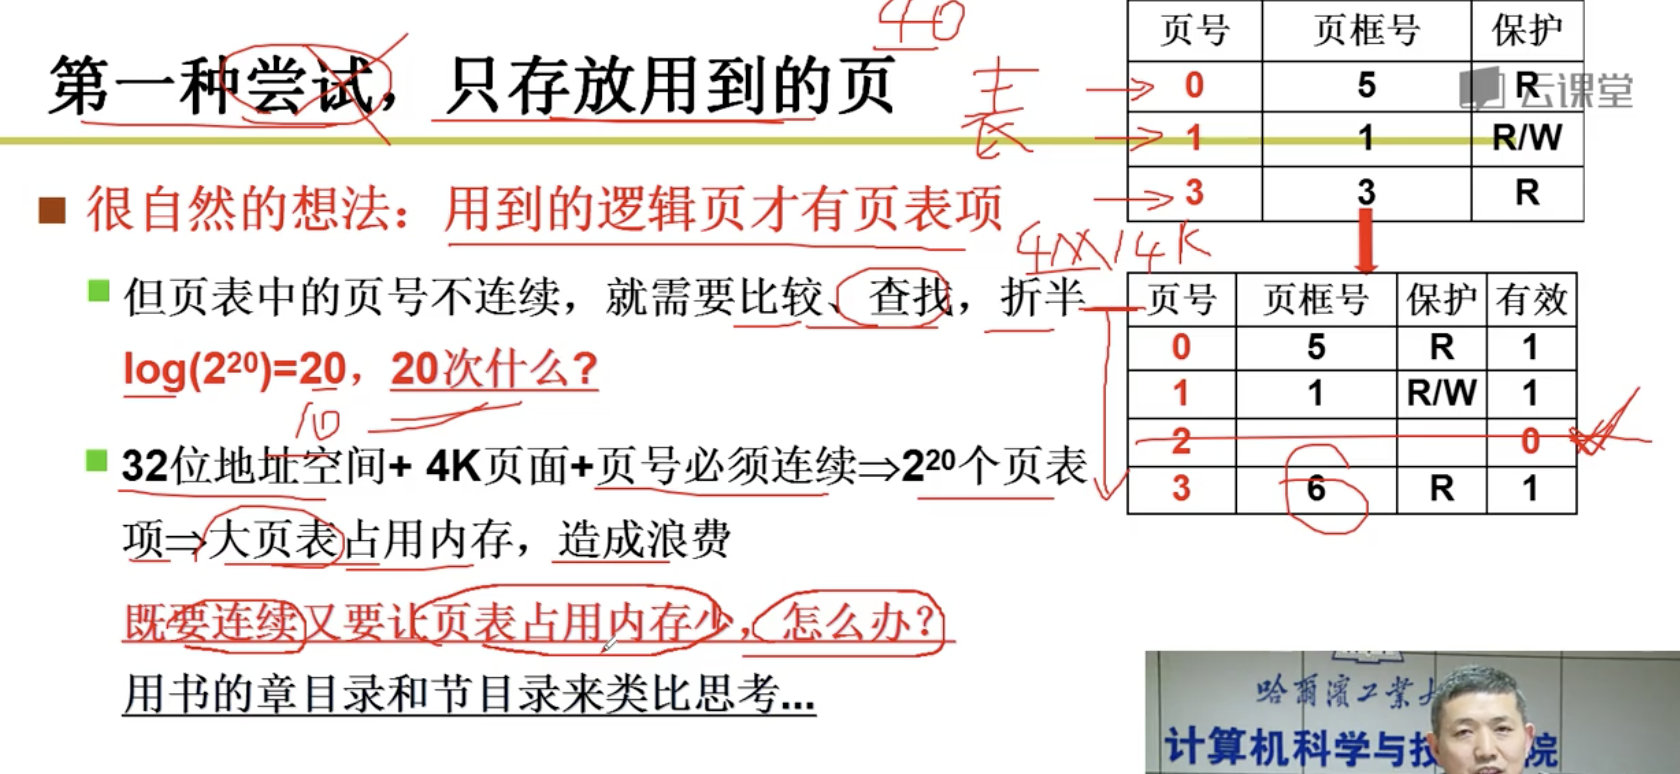 40
第一种尝试，只存放用到的页
页号 页框号 保护
0 5 R
1 1 R/W
3 3 R
云课堂
表
很自然的想法：用到的逻辑页才有页表项
4M/4K
但页表中的页号不连续，就需要比较、查找，折半
log(2²⁰)=20，20次什么?
10
32位地址空间+ 4K页面+页号必须连续⇒2²⁰个页表
项⇒大页表占用内存，造成浪费
既要连续又要让页表占用内存少，怎么办？
用书的章目录和节目录来类比思考...
页号 页框号 保护 有效
0 5 R 1
1 1 R/W 1
2 0
3 6 R 1
哈尔滨工业大
计算机科学与技 院